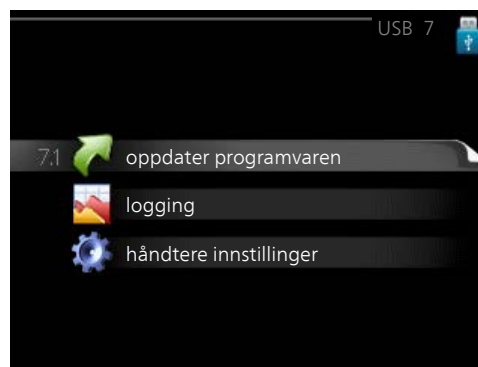 USB 7
7.1 oppdater programvaren
logging
håndtere innstillinger